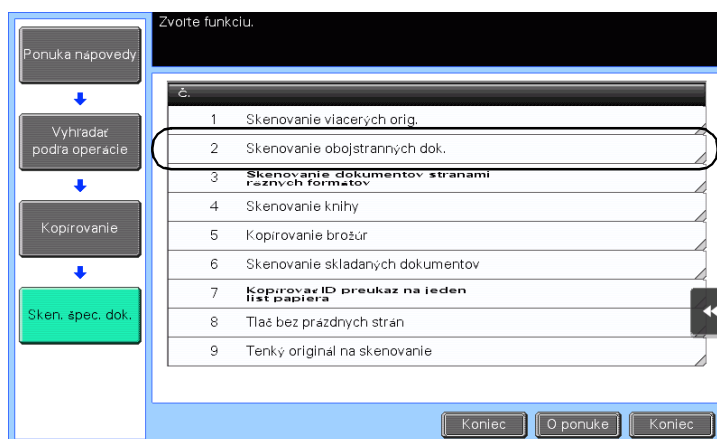 Zvoľte funkciu.
Ponuka nápovedy
Vyhľadať
podľa operácie
Kopírovanie
Sken. špec. dok.
č.
1 Skenovanie viacerých orig.
2 Skenovanie obojstranných dok.
3 Skenovanie dokumentov stranami
rôznych formátov
4 Skenovanie knihy
5 Kopírovanie brožúr
6 Skenovanie skladaných dokumentov
7 Kopírovať ID preukaz na jeden
list papiera
8 Tlač bez prázdnych strán
9 Tenký originál na skenovanie
Koniec O ponuke Koniec